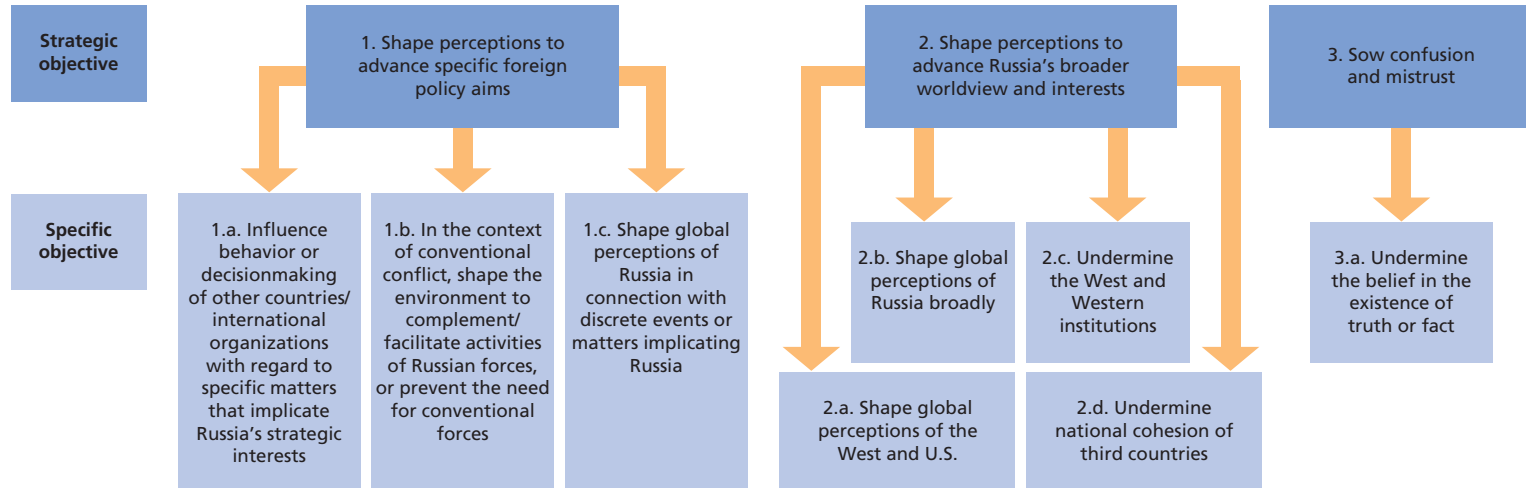 Strategic
objective
1. Shape perceptions to
advance specific foreign
policy aims
2. Shape perceptions to
advance Russia’s broader
worldview and interests
3. Sow confusion
and mistrust
Specific
objective
1.a. Influence
behavior or
decisionmaking
of other countries/
international
organizations
with regard to
specific matters
that implicate
Russia’s strategic
interests
1.b. In the context
of conventional
conflict, shape the
environment to
complement/
facilitate activities
of Russian forces,
or prevent the need
for conventional
forces
1.c. Shape global
perceptions of
Russia in
connection with
discrete events or
matters implicating
Russia
2.a. Shape global
perceptions of the
West and U.S.
2.b. Shape global
perceptions of
Russia broadly
2.c. Undermine
the West and
Western
institutions
2.d. Undermine
national cohesion of
third countries
3.a. Undermine
the belief in the
existence of
truth or fact